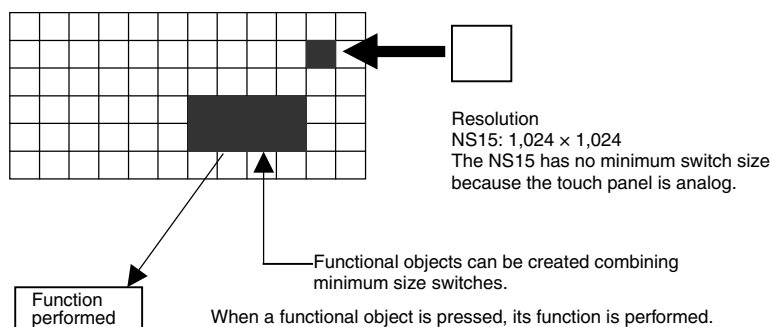 Resolution
NS15: 1,024 × 1,024
The NS15 has no minimum switch size
because the touch panel is analog.
Functional objects can be created combining
minimum size switches.
Function
performed
When a functional object is pressed, its function is performed.